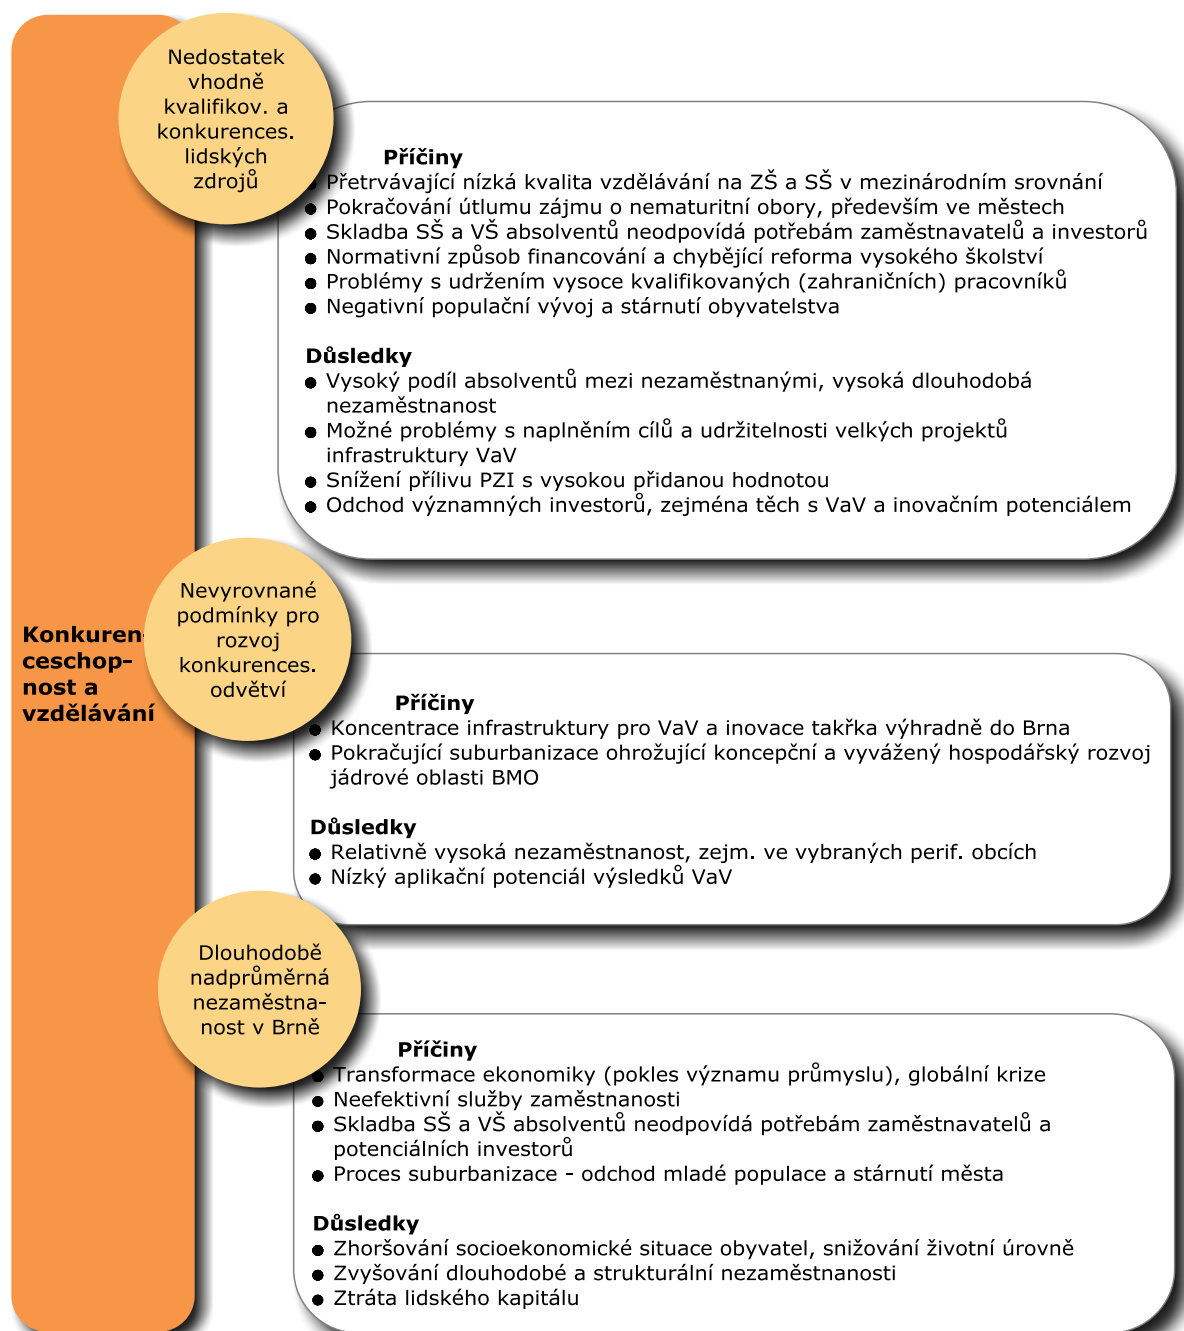 Nedostatek
vhodně
kvalifikov. a
konkurences.
lidských
zdrojů
Příčiny
● Přetrvávající nízká kvalita vzdělávání na ZŠ a SŠ v mezinárodním srovnání
● Pokračování útlumu zájmu o nematuritní obory, především ve městech
● Skladba SŠ a VŠ absolventů neodpovídá potřebám zaměstnavatelů a investorů
● Normativní způsob financování a chybějící reforma vysokého školství
● Problémy s udržením vysoce kvalifikovaných (zahraničních) pracovníků
● Negativní populační vývoj a stárnutí obyvatelstva
Důsledky
● Vysoký podíl absolventů mezi nezaměstnanými, vysoká dlouhodobá
nezaměstnanost
● Možné problémy s naplněním cílů a udržitelnosti velkých projektů
infrastruktury VaV
● Snížení přílivu PZI s vysokou přidanou hodnotou
● Odchod významných investorů, zejména těch s VaV a inovačním potenciálem
Konkuren-
ceschop-
nost a
vzdělávání
Nevyrovnané
podmínky pro
rozvoj
konkurences.
odvětví
Příčiny
● Koncentrace infrastruktury pro VaV a inovace takřka výhradně do Brna
● Pokračující suburbanizace ohrožující koncepční a vyvážený hospodářský rozvoj
jádrové oblasti BMO
Důsledky
● Relativně vysoká nezaměstnanost, zejm. ve vybraných perif. obcích
● Nízký aplikační potenciál výsledků VaV
Dlouhodobě
nadprůměrná
nezaměstna-
nost v Brně
Příčiny
● Transformace ekonomiky (pokles významu průmyslu), globální krize
● Neefektivní služby zaměstnanosti
● Skladba SŠ a VŠ absolventů neodpovídá potřebám zaměstnavatelů a
potenciálních investorů
● Proces suburbanizace - odchod mladé populace a stárnutí města
Důsledky
● Zhoršování socioekonomické situace obyvatel, snižování životní úrovně
● Zvyšování dlouhodobé a strukturální nezaměstnanosti
● Ztráta lidského kapitálu